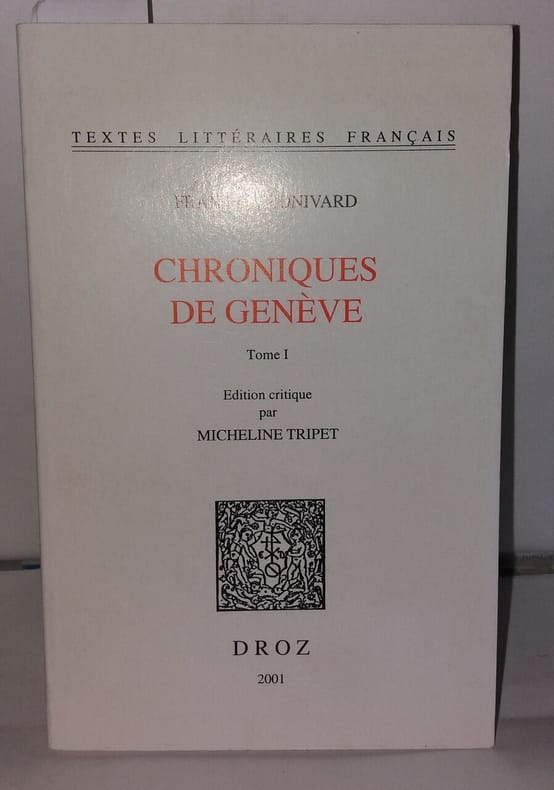 TEXTES LITTÉRAIRES FRANÇAIS
CHRONIQUES
DE GENÈVE
Tome I
Edition critique
par
MICHELINE TRIPET
DROZ
2001